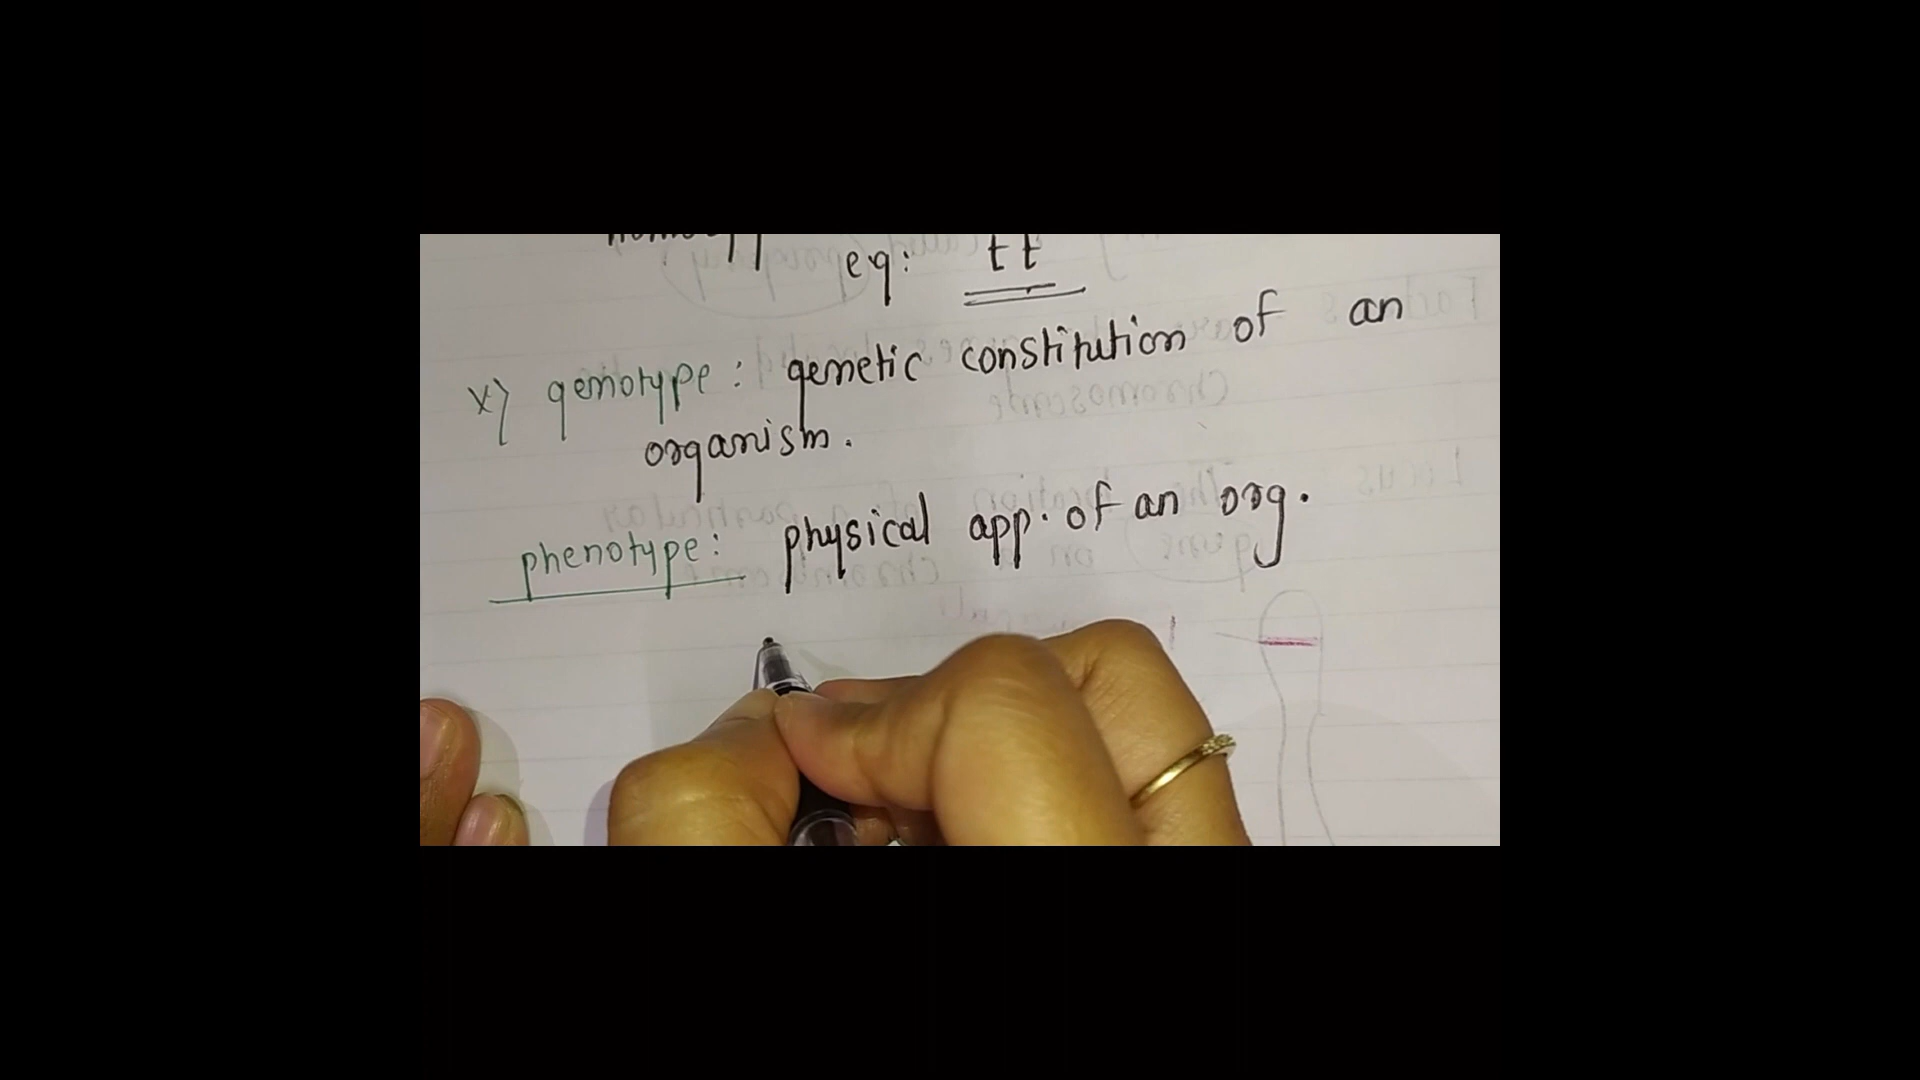 eg: tt
x) genotype: genetic constitution of an
organism.
phenotype: physical app. of an org.